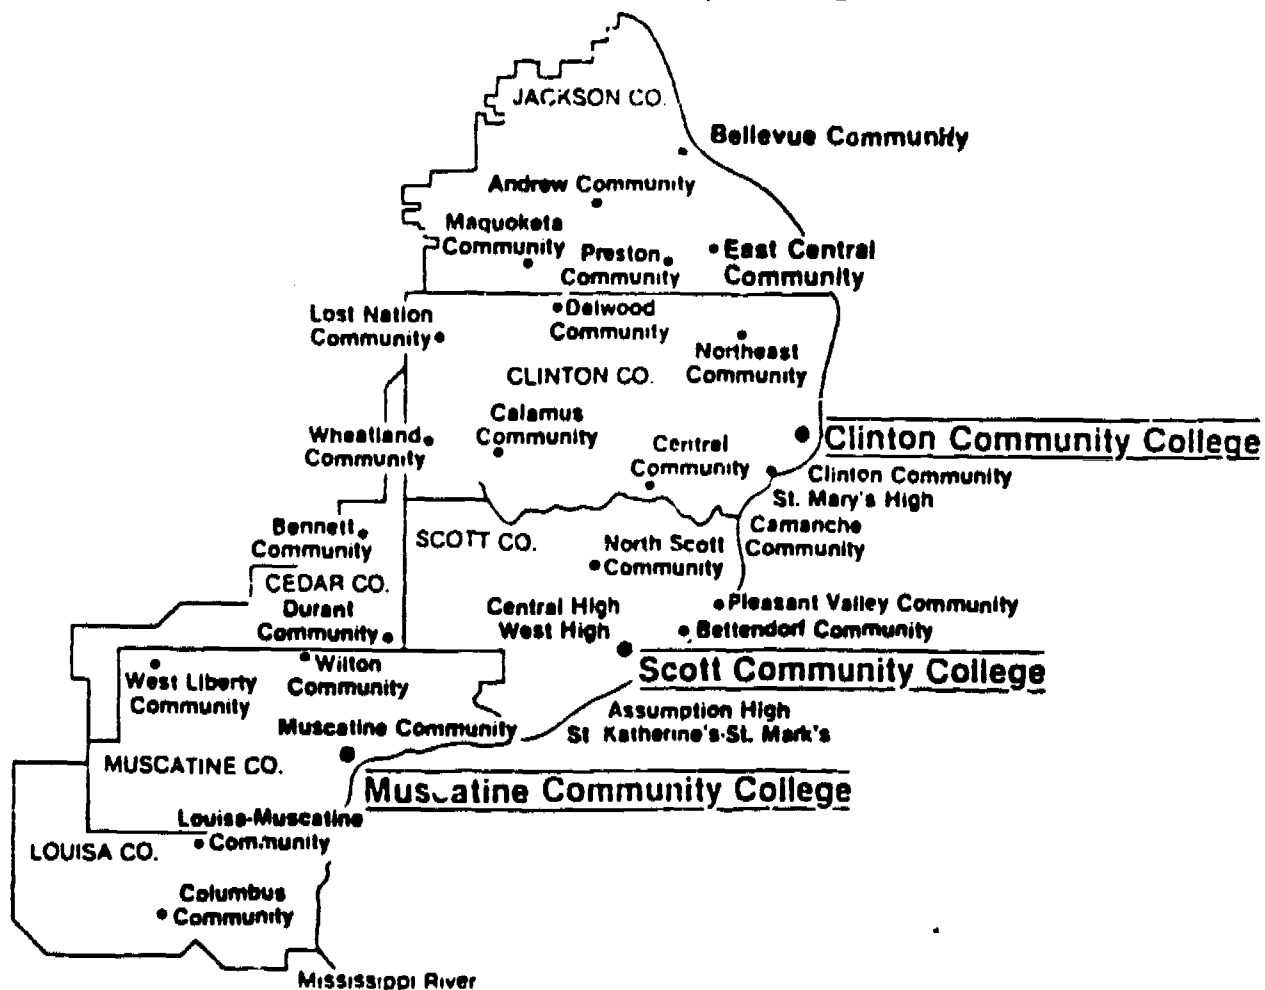 JACKSON CO.
Bellevue Community
Andrew Community
Maquoketa
Community
Preston
Community
East Central
Community
Lost Nation
Community
Delwood
Community
Northeast
Community
CLINTON CO.
Calamus
Community
Wheatland
Community
Central
Community
Clinton Community College
Clinton Community
St. Mary's High
Camanche
Community
Bennett
Community
SCOTT CO.
North Scott
Community
CEDAR CO.
Durant
Community
Central High
West High
Pleasant Valley Community
Bettendorf Community
Scott Community College
West Liberty
Community
Wilton
Community
Assumption High
St Katherine's-St. Mark's
Muscatine Community
MUSCATINE CO.
Muscatine Community College
Louisa-Muscatine
Community
LOUISA CO.
Columbus
Community
Mississippi River